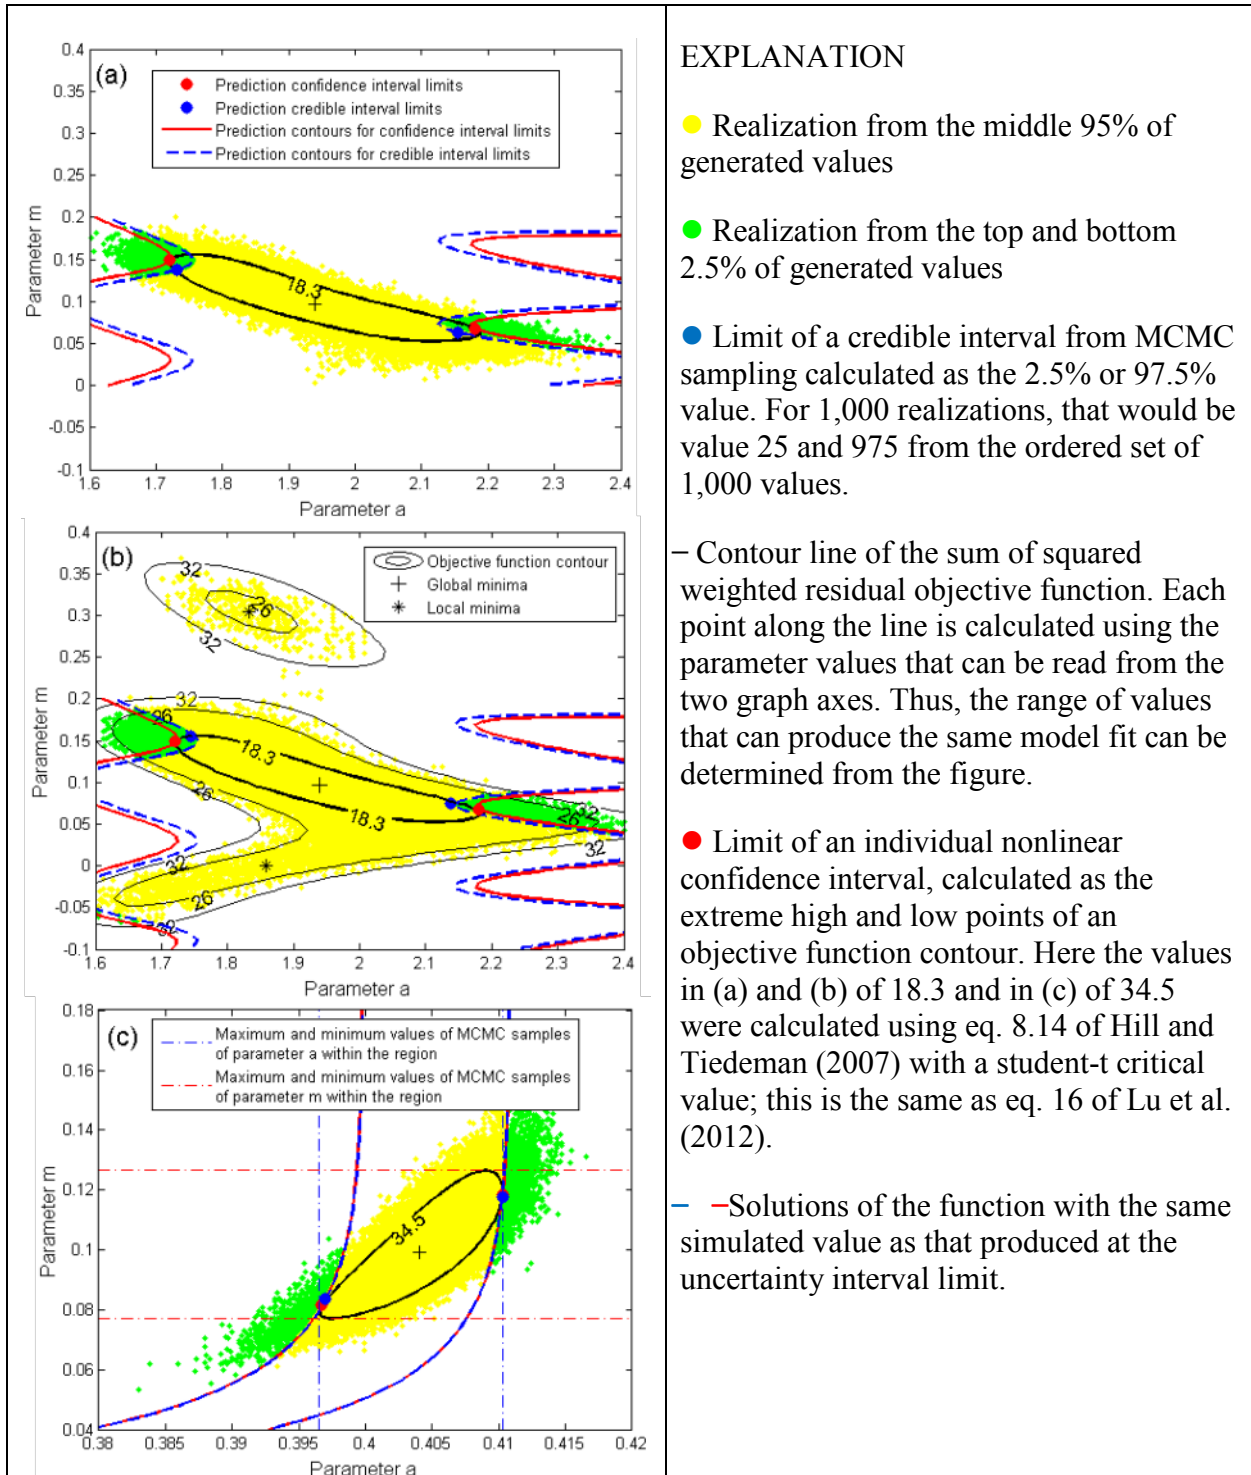 (a)
Prediction confidence interval limits
Prediction credible interval limits
Prediction contours for confidence interval limits
Prediction contours for credible interval limits
0.4
0.35
0.3
0.25
0.2
0.15
0.1
0.05
0
-0.05
-0.1
Parameter m
18.3
1.6 1.7 1.8 1.9 2 2.1 2.2 2.3 2.4
Parameter a
(b)
Objective function contour
Global minima
Local minima
0.4
0.35
0.3
0.25
0.2
0.15
0.1
0.05
0
-0.05
-0.1
Parameter m
32
26
32
32
26
18.3
26
18.3
32
26
32
32
26
32
1.6 1.7 1.8 1.9 2 2.1 2.2 2.3 2.4
Parameter a
(c)
Maximum and minimum values of MCMC samples
of parameter a within the region
Maximum and minimum values of MCMC samples
of parameter m within the region
0.18
0.16
0.14
0.12
0.1
0.08
0.06
0.04
Parameter m
34.5
0.38 0.385 0.39 0.395 0.4 0.405 0.41 0.415 0.42
Parameter a
EXPLANATION
Realization from the middle 95% of
generated values
Realization from the top and bottom
2.5% of generated values
Limit of a credible interval from MCMC
sampling calculated as the 2.5% or 97.5%
value. For 1,000 realizations, that would be
value 25 and 975 from the ordered set of
1,000 values.
Contour line of the sum of squared
weighted residual objective function. Each
point along the line is calculated using the
parameter values that can be read from the
two graph axes. Thus, the range of values
that can produce the same model fit can be
determined from the figure.
Limit of an individual nonlinear
confidence interval, calculated as the
extreme high and low points of an
objective function contour. Here the values
in (a) and (b) of 18.3 and in (c) of 34.5
were calculated using eq. 8.14 of Hill and
Tiedeman (2007) with a student-t critical
value; this is the same as eq. 16 of Lu et al.
(2012).
Solutions of the function with the same
simulated value as that produced at the
uncertainty interval limit.